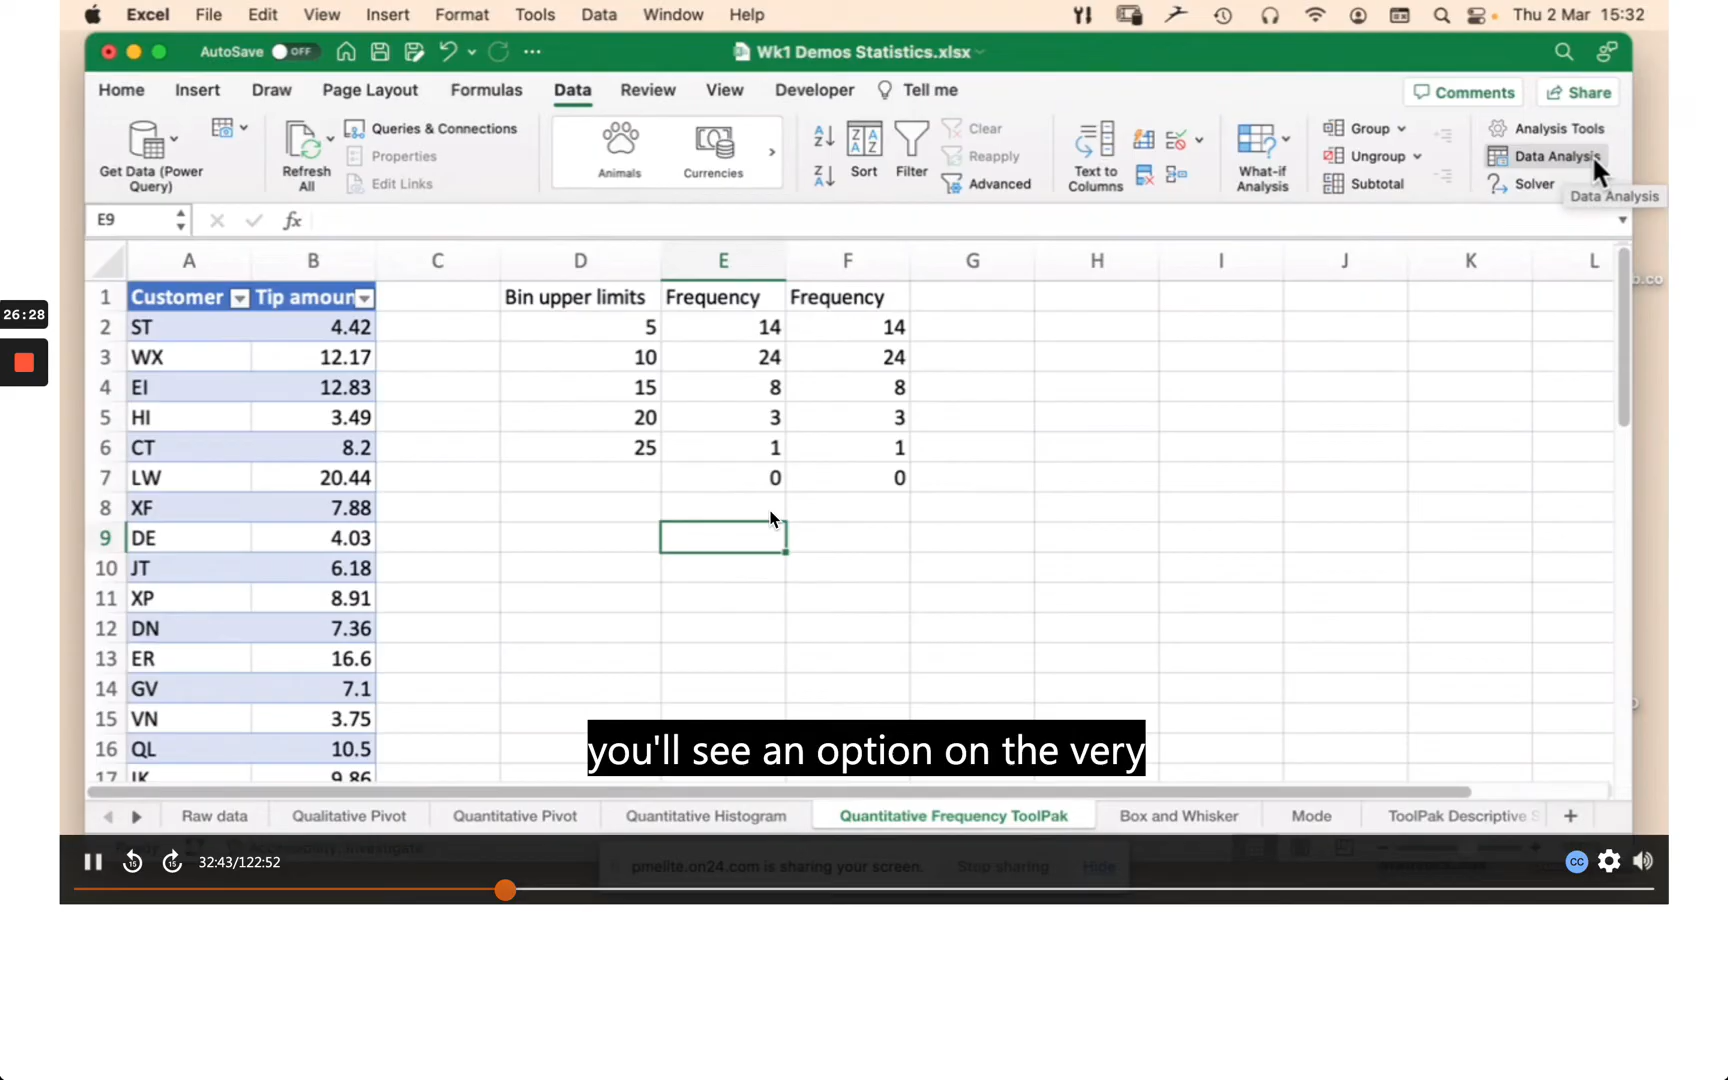 Excel File Edit View Insert Format Tools Data Window Help Thu 2 Mar 15:32
AutoSave OFF Wk1 Demos Statistics.xlsx
Home Insert Draw Page Layout Formulas Data Review View Developer Tell me Comments Share
Get Data (Power Query)
Refresh All
Queries & Connections
Properties
Edit Links
Animals
Currencies
Sort
Filter
Clear
Reapply
Advanced
Text to Columns
What-if Analysis
Group
Ungroup
Subtotal
Analysis Tools
Data Analysis
Solver
Data Analysis
E9 fx
A B C D E F G H I J K L
1 Customer Tip amoun Bin upper limits Frequency Frequency
2 ST 4.42 5 14 14
3 WX 12.17 10 24 24
4 EI 12.83 15 8 8
5 HI 3.49 20 3 3
6 CT 8.2 25 1 1
7 LW 20.44 0 0
8 XF 7.88
9 DE 4.03
10 JT 6.18
11 XP 8.91
12 DN 7.36
13 ER 16.6
14 GV 7.1
15 VN 3.75
16 QL 10.5
17 IK 9.86
you'll see an option on the very
Raw data Qualitative Pivot Quantitative Pivot Quantitative Histogram Quantitative Frequency ToolPak Box and Whisker Mode ToolPak Descriptive S
15 15 32:43/122:52 CC
pmelite.on24.com is sharing your screen. Stop sharing Hide
26:28